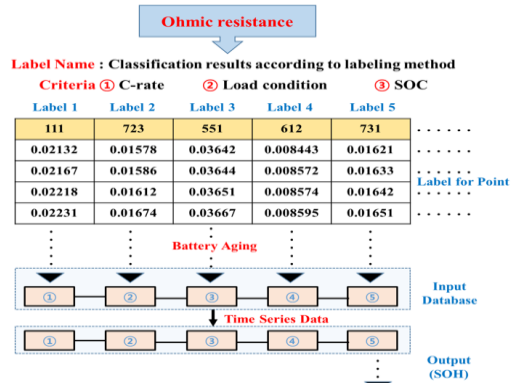 Ohmic resistance
Label Name : Classification results according to labeling method
Criteria ① C-rate ② Load condition ③ SOC
Label 1 Label 2 Label 3 Label 4 Label 5
111 723 551 612 731 . . . . . .
0.02132 0.01578 0.03642 0.008443 0.01621 . . . . . .
0.02167 0.01586 0.03644 0.008572 0.01633
Label for Point
0.02218 0.01612 0.03651 0.008574 0.01642
0.02231 0.01674 0.03667 0.008595 0.01651 . . . . . .
Battery Aging
① ② ③ ④ ⑤
Input
Database
Time Series Data
① ② ③ ④ ⑤
Output
(SOH)